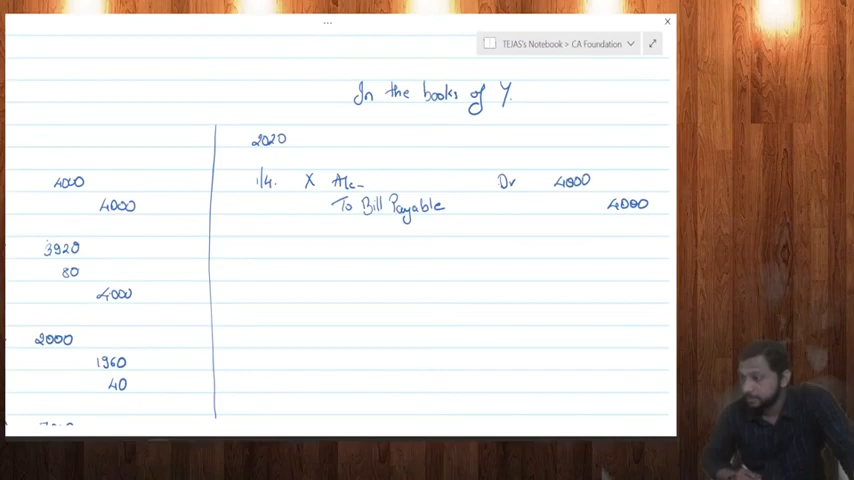 TEJAS's Notebook > CA Foundation
In the books of Y.
2020
4000
1/4. X A/c Dr 4000
4000
To Bill Payable 4000
3920
80
4000
2000
1960
40